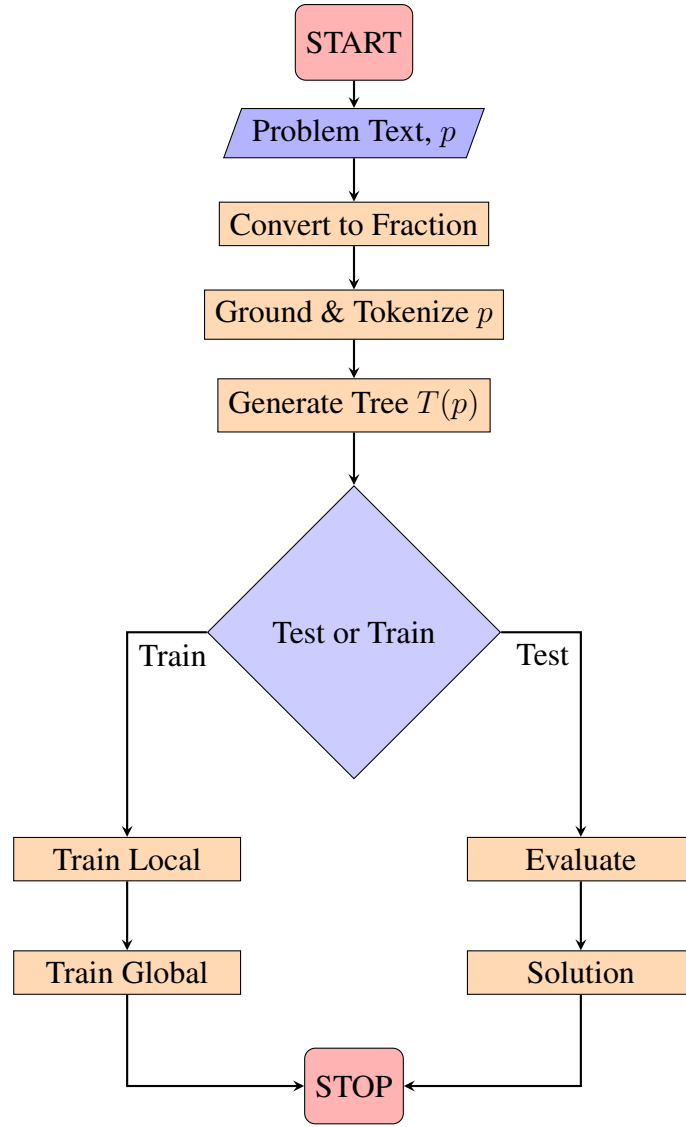 START
Problem Text, p
Convert to Fraction
Ground & Tokenize p
Generate Tree T(p)
Test or Train
Train
Test
Train Local
Evaluate
Train Global
Solution
STOP